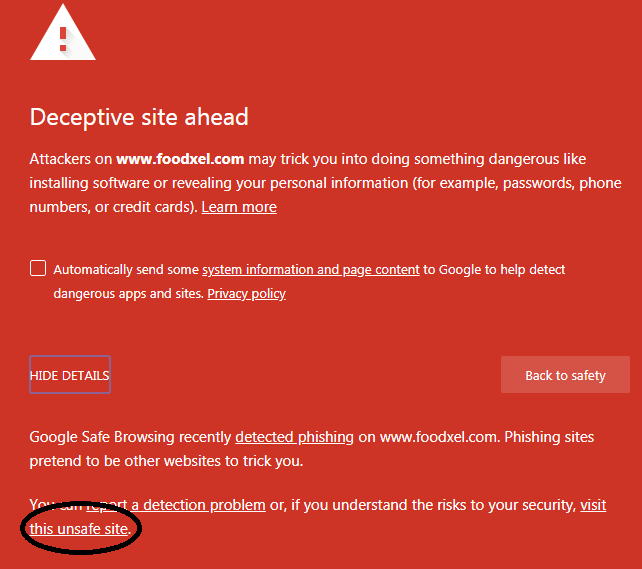 Deceptive site ahead
Attackers on www.foodxel.com may trick you into doing something dangerous like
installing software or revealing your personal information (for example, passwords, phone
numbers, or credit cards). Learn more
Automatically send some system information and page content to Google to help detect
dangerous apps and sites. Privacy policy
HIDE DETAILS
Back to safety
Google Safe Browsing recently detected phishing on www.foodxel.com. Phishing sites
pretend to be other websites to trick you.
You can report a detection problem or, if you understand the risks to your security, visit
this unsafe site.